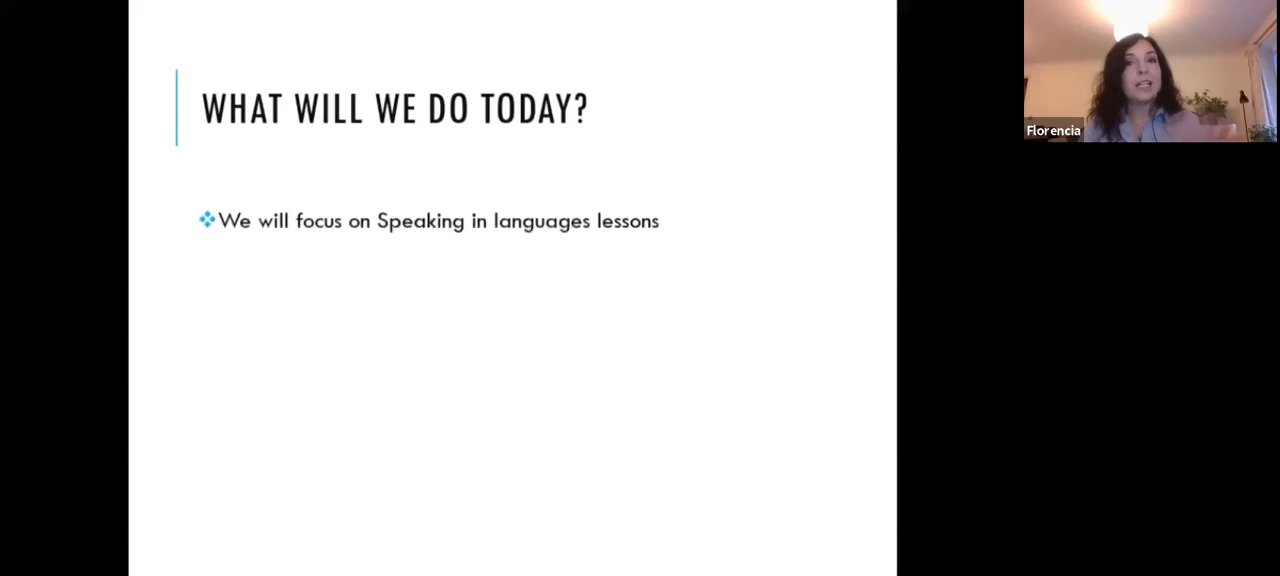 WHAT WILL WE DO TODAY?
We will focus on Speaking in languages lessons
Florencia